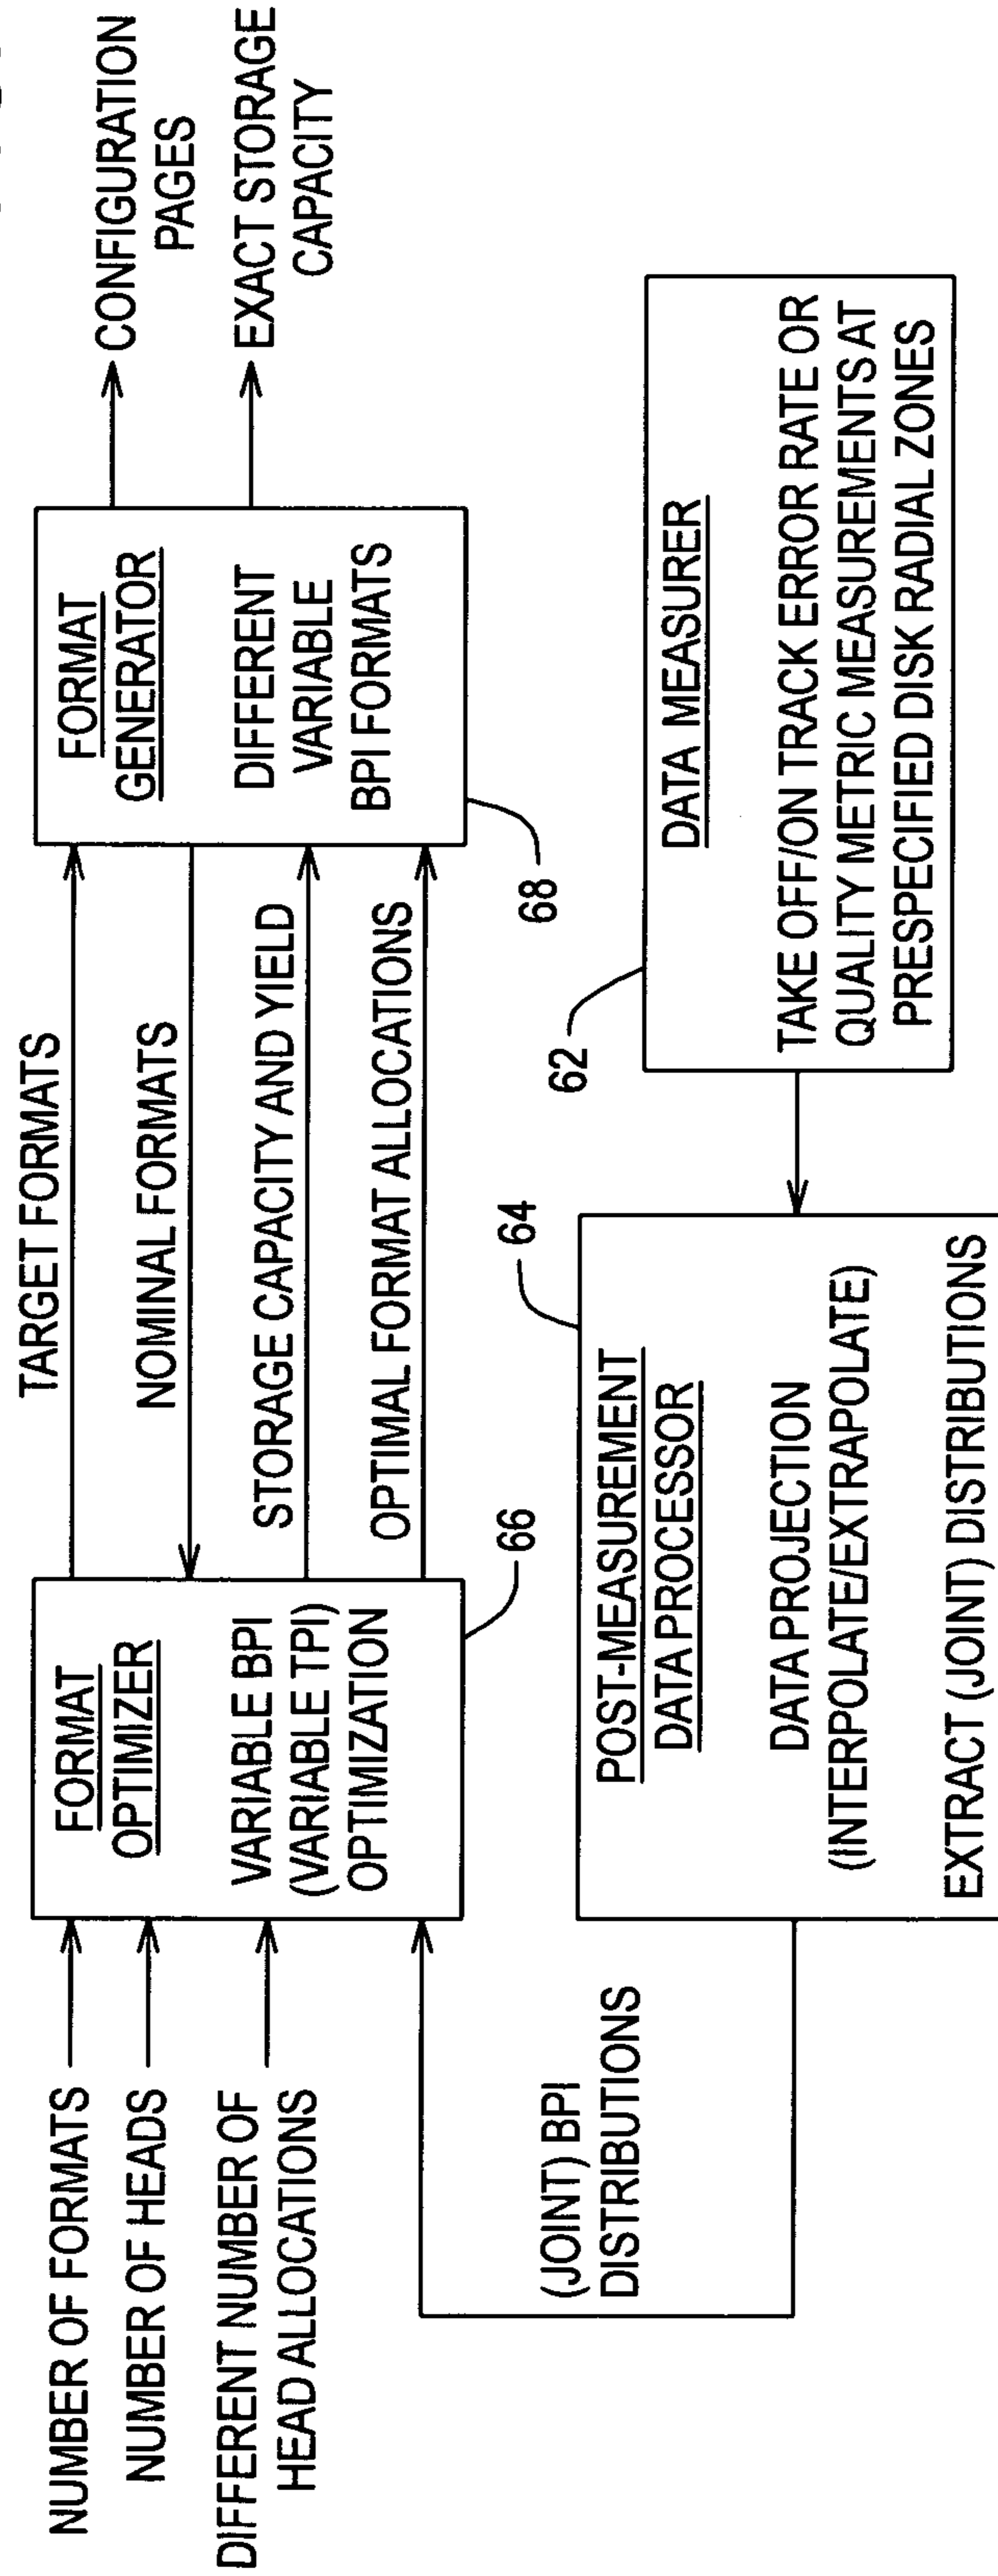 NUMBER OF FORMATS
NUMBER OF HEADS
DIFFERENT NUMBER OF
HEAD ALLOCATIONS
FORMAT
OPTIMIZER
VARIABLE BPI
(VARIABLE TPI)
OPTIMIZATION
66
TARGET FORMATS
NOMINAL FORMATS
STORAGE CAPACITY AND YIELD
OPTIMAL FORMAT ALLOCATIONS
FORMAT
GENERATOR
DIFFERENT
VARIABLE
BPI FORMATS
68
CONFIGURATION
PAGES
EXACT STORAGE
CAPACITY
(JOINT) BPI
DISTRIBUTIONS
64
POST-MEASUREMENT
DATA PROCESSOR
DATA PROJECTION
(INTERPOLATE/EXTRAPOLATE)
EXTRACT (JOINT) DISTRIBUTIONS
62
DATA MEASURER
TAKE OFF/ON TRACK ERROR RATE OR
QUALITY METRIC MEASUREMENTS AT
PRESPECIFIED DISK RADIAL ZONES